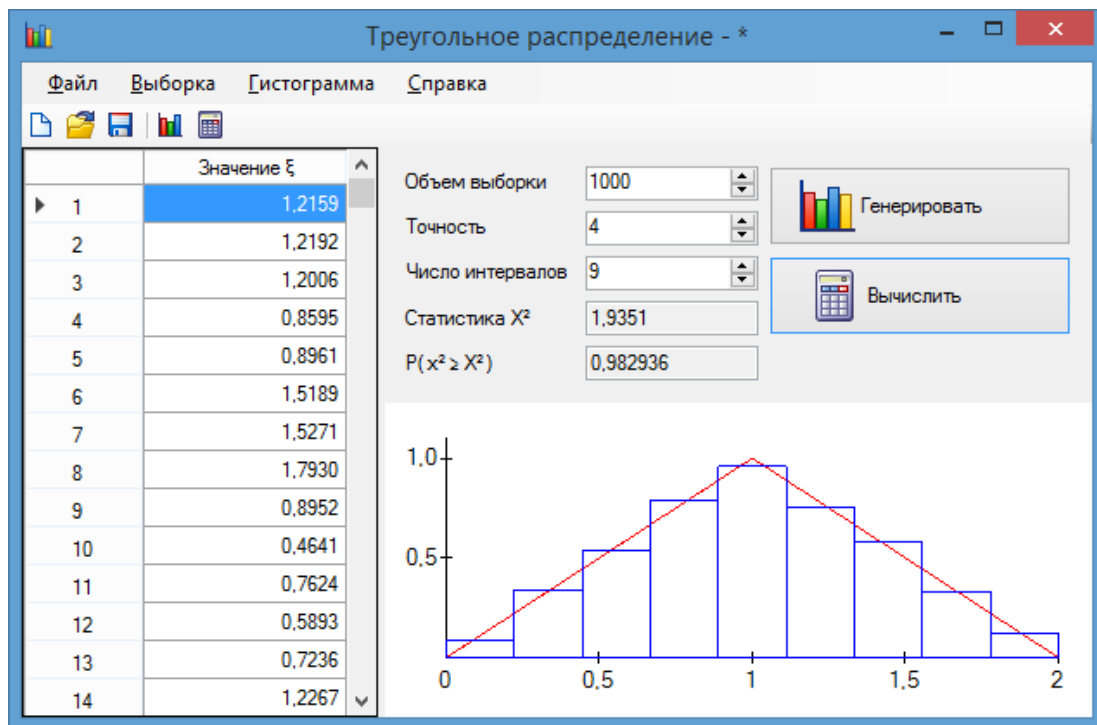 Треугольное распределение - *
Файл Выборка Гистограмма Справка
Значение ξ
1 1,2159
2 1,2192
3 1,2006
4 0,8595
5 0,8961
6 1,5189
7 1,5271
8 1,7930
9 0,8952
10 0,4641
11 0,7624
12 0,5893
13 0,7236
14 1,2267
Объем выборки 1000
Точность 4
Число интервалов 9
Статистика X² 1,9351
P( x² ≥ X² ) 0,982936
Генерировать
Вычислить
1,0
0,5
0 0,5 1 1,5 2